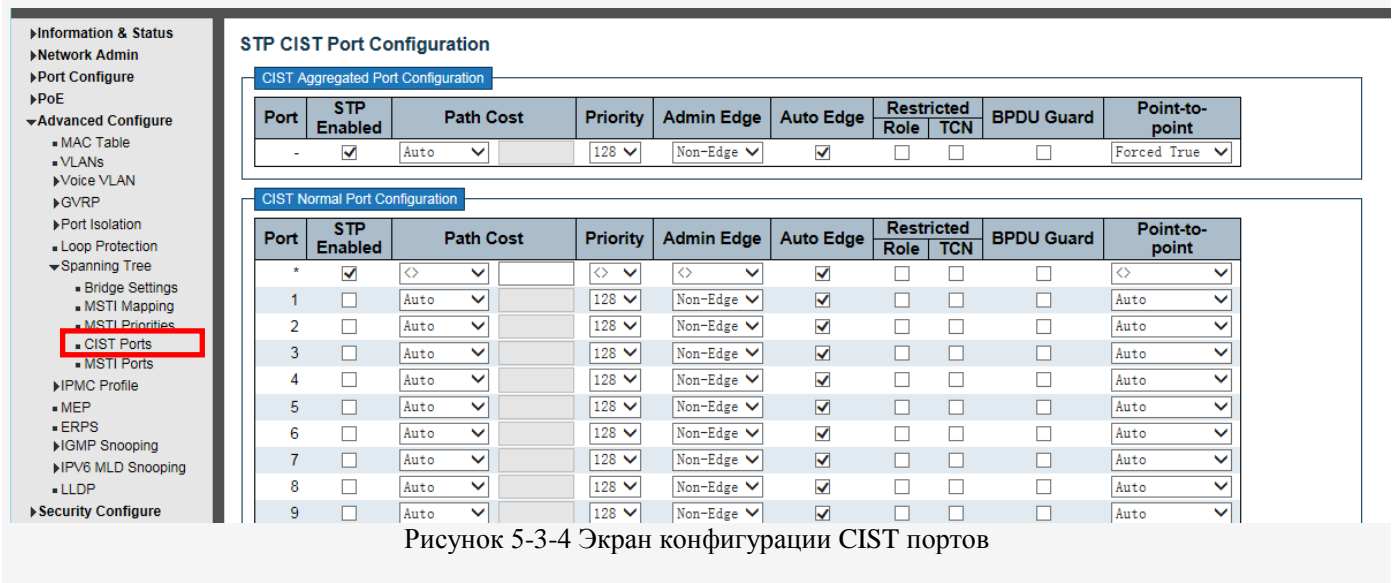 Information & Status
Network Admin
Port Configure
PoE
Advanced Configure
MAC Table
VLANs
Voice VLAN
GVRP
Port Isolation
Loop Protection
Spanning Tree
Bridge Settings
MSTI Mapping
MSTI Priorities
CIST Ports
MSTI Ports
IPMC Profile
MEP
ERPS
IGMP Snooping
IPV6 MLD Snooping
LLDP
Security Configure
STP CIST Port Configuration
CIST Aggregated Port Configuration
Port STP Enabled Path Cost Priority Admin Edge Auto Edge Restricted Role TCN BPDU Guard Point-to-point
- Auto 128 Non-Edge Forced True
CIST Normal Port Configuration
Port STP Enabled Path Cost Priority Admin Edge Auto Edge Restricted Role TCN BPDU Guard Point-to-point
* <> <> <> <>
1 Auto 128 Non-Edge Auto
2 Auto 128 Non-Edge Auto
3 Auto 128 Non-Edge Auto
4 Auto 128 Non-Edge Auto
5 Auto 128 Non-Edge Auto
6 Auto 128 Non-Edge Auto
7 Auto 128 Non-Edge Auto
8 Auto 128 Non-Edge Auto
9 Auto 128 Non-Edge Auto
Рисунок 5-3-4 Экран конфигурации CIST портов